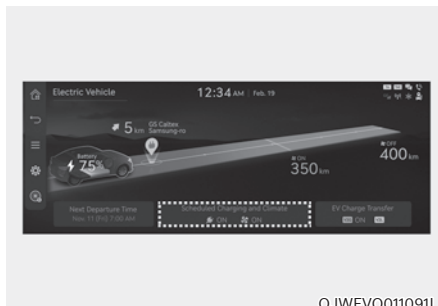 Electric Vehicle
12:34 AM Feb. 19
5 km
GS Caltex
Samsung-ro
Battery
75%
ON
350 km
OFF
400 km
Next Departure Time
Nov. 11 (Fri) 7:00 AM
Scheduled Charging and Climate
ON ON
EV Charge Transfer
ON
OJWEVQ011091L